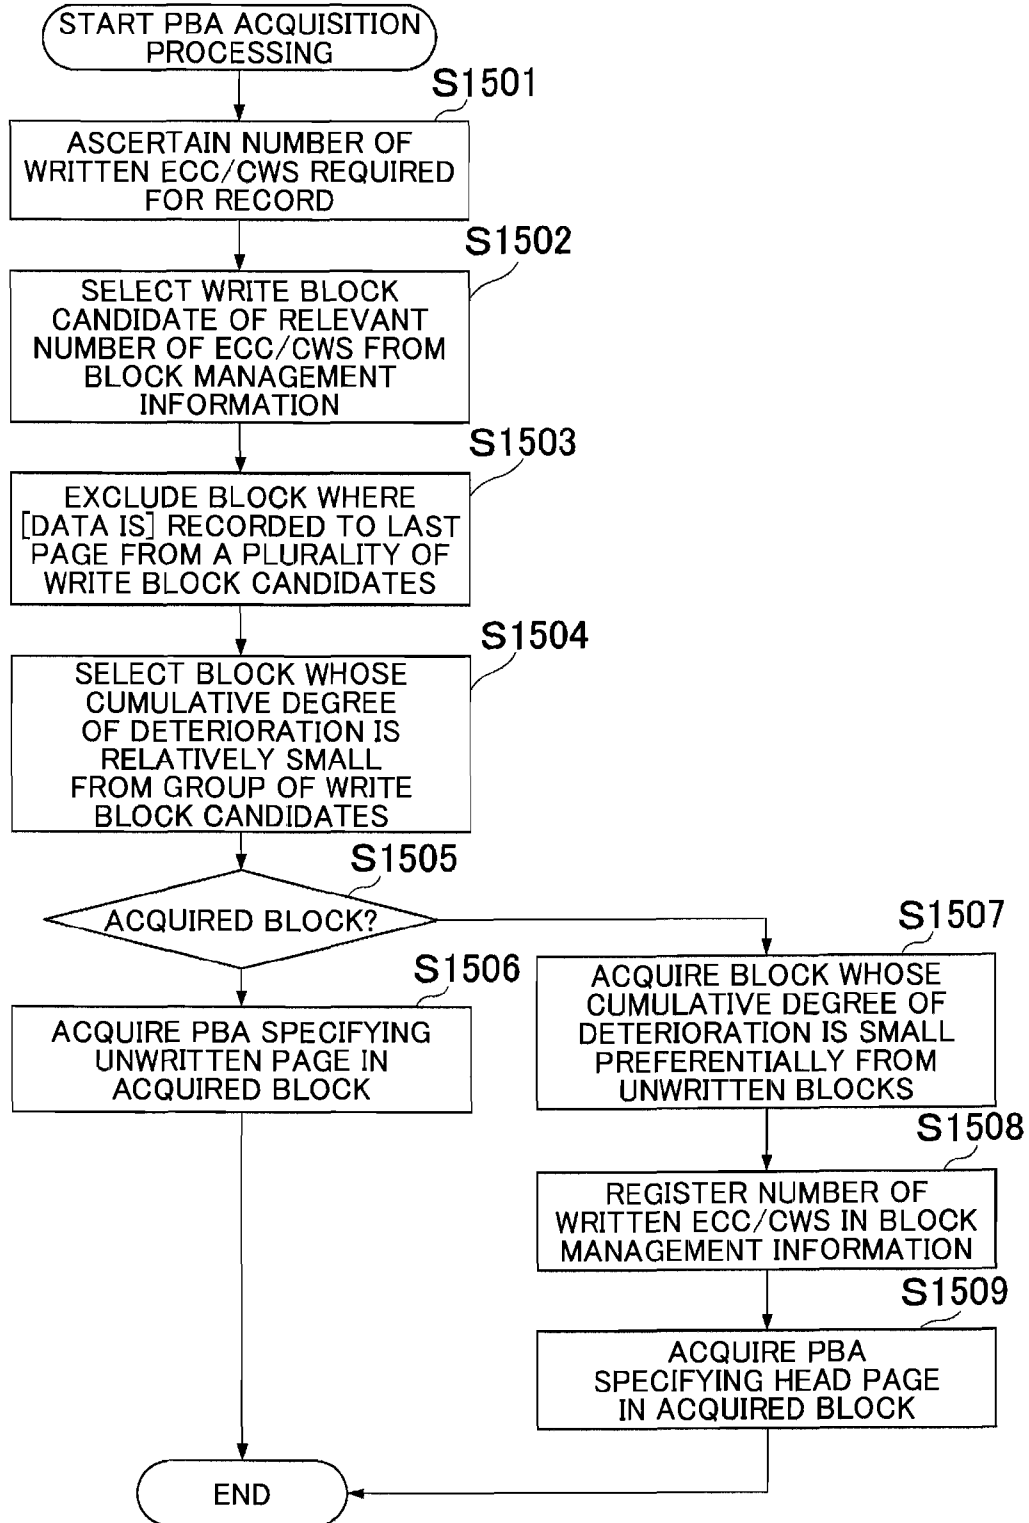 START PBA ACQUISITION
PROCESSING
S1501
ASCERTAIN NUMBER OF
WRITTEN ECC/CWS REQUIRED
FOR RECORD
S1502
SELECT WRITE BLOCK
CANDIDATE OF RELEVANT
NUMBER OF ECC/CWS FROM
BLOCK MANAGEMENT
INFORMATION
S1503
EXCLUDE BLOCK WHERE
[DATA IS] RECORDED TO LAST
PAGE FROM A PLURALITY OF
WRITE BLOCK CANDIDATES
S1504
SELECT BLOCK WHOSE
CUMULATIVE DEGREE
OF DETERIORATION IS
RELATIVELY SMALL
FROM GROUP OF WRITE
BLOCK CANDIDATES
S1505
ACQUIRED BLOCK?
S1506
ACQUIRE PBA SPECIFYING
UNWRITTEN PAGE IN
ACQUIRED BLOCK
S1507
ACQUIRE BLOCK WHOSE
CUMULATIVE DEGREE OF
DETERIORATION IS SMALL
PREFERENTIALLY FROM
UNWRITTEN BLOCKS
S1508
REGISTER NUMBER OF
WRITTEN ECC/CWS IN BLOCK
MANAGEMENT INFORMATION
S1509
ACQUIRE PBA
SPECIFYING HEAD PAGE
IN ACQUIRED BLOCK
END